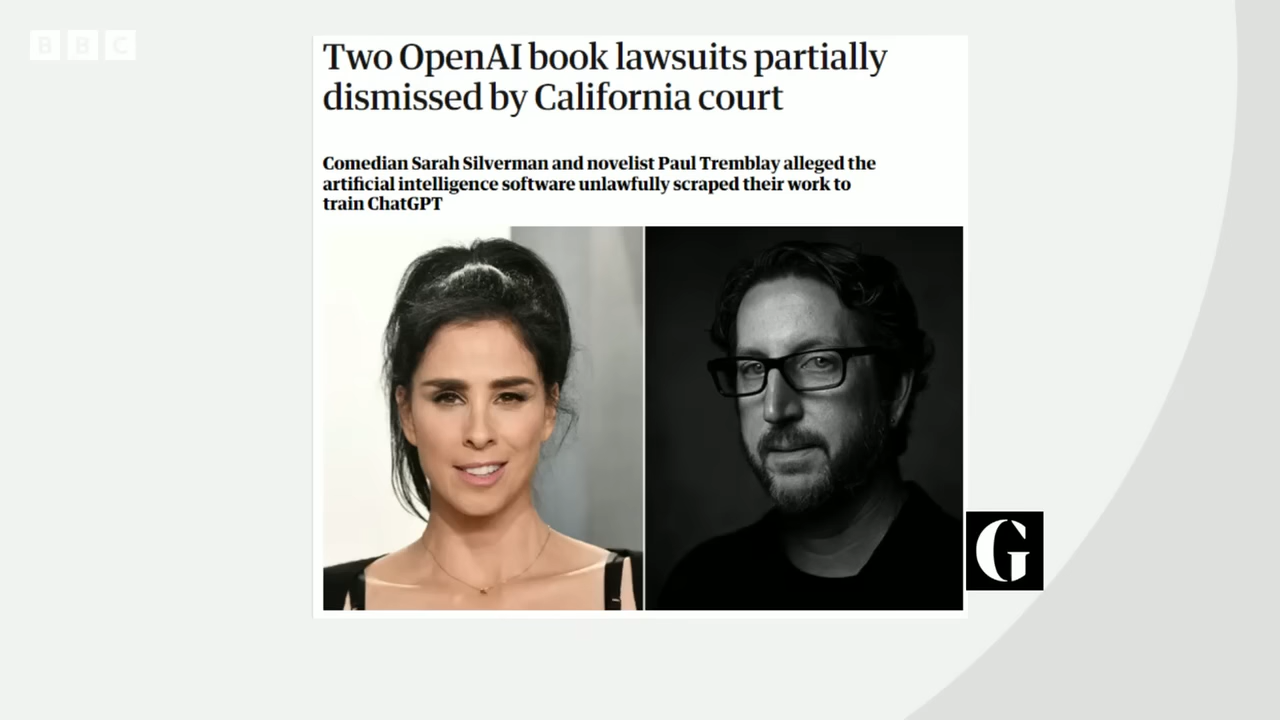 BBC
Two OpenAI book lawsuits partially
dismissed by California court
Comedian Sarah Silverman and novelist Paul Tremblay alleged the
artificial intelligence software unlawfully scraped their work to
train ChatGPT
G